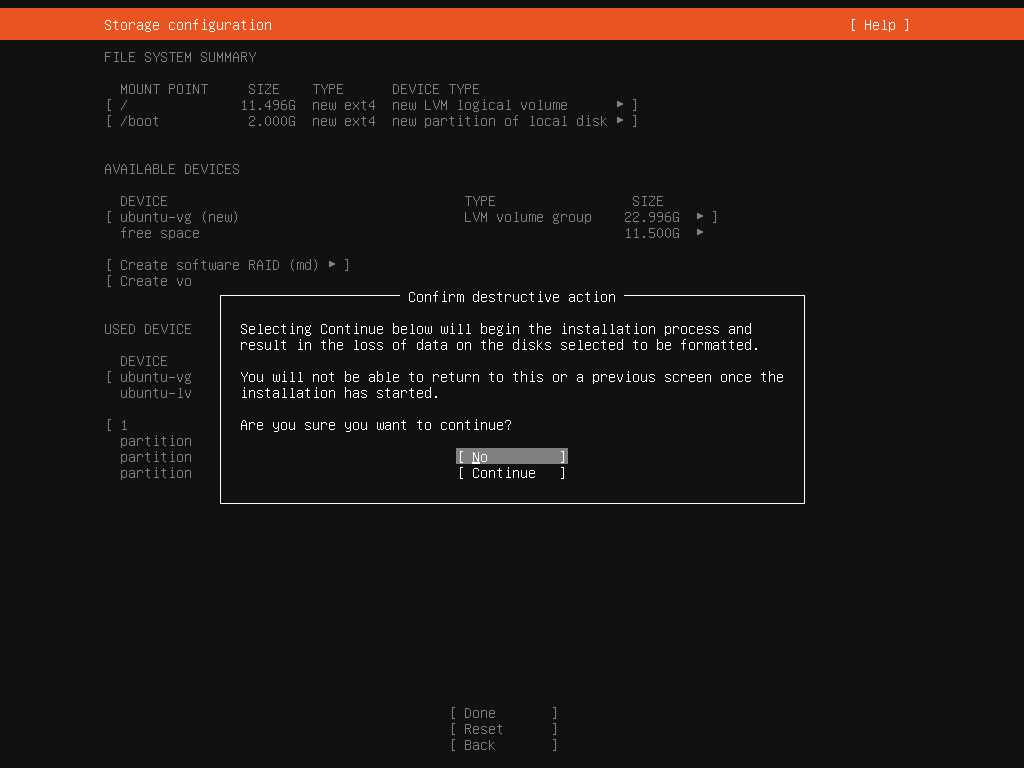 Storage configuration [ Help ]
FILE SYSTEM SUMMARY
MOUNT POINT SIZE TYPE DEVICE TYPE
[ / 11.496G new ext4 new LVM logical volume ▸ ]
[ /boot 2.000G new ext4 new partition of local disk ▸ ]
AVAILABLE DEVICES
DEVICE TYPE SIZE
[ ubuntu-vg (new) LVM volume group 22.996G ▸ ]
free space 11.500G ▸
[ Create software RAID (md) ▸ ]
[ Create vo
Confirm destructive action
USED DEVICE
Selecting Continue below will begin the installation process and
result in the loss of data on the disks selected to be formatted.
DEVICE
[ ubuntu-vg
You will not be able to return to this or a previous screen once the
ubuntu-lv
installation has started.
[ 1
Are you sure you want to continue?
partition
partition
[ No ]
partition
[ Continue ]
[ Done ]
[ Reset ]
[ Back ]